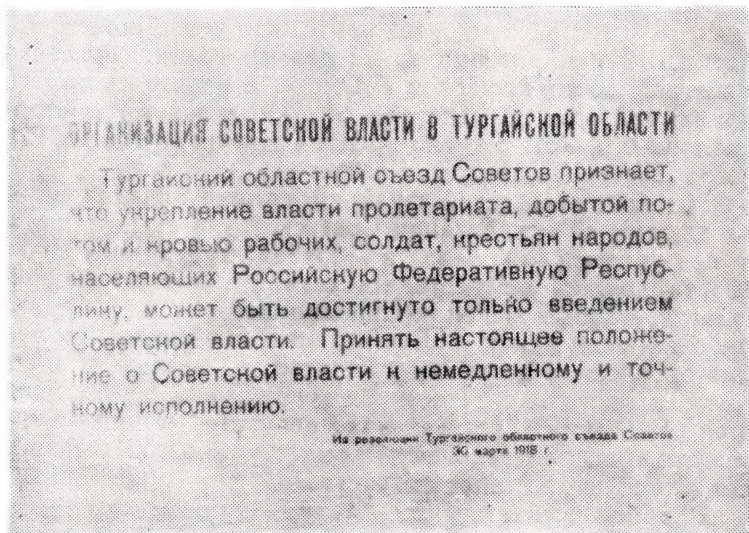 ОРГАНИЗАЦИЯ СОВЕТСКОЙ ВЛАСТИ В ТУРГАЙСКОЙ ОБЛАСТИ
Тургайский областной съезд Советов признает,
что укрепление власти пролетариата, добытой по-
том и кровью рабочих, солдат, крестьян народов,
населяющих Российскую Федеративную Респуб-
лику, может быть достигнуто только введением
Советской власти. Принять настоящее положе-
ние о Советской власти к немедленному и точ-
ному исполнению.
Из резолюции Тургайского областного съезда Советов
30 марта 1918 г.